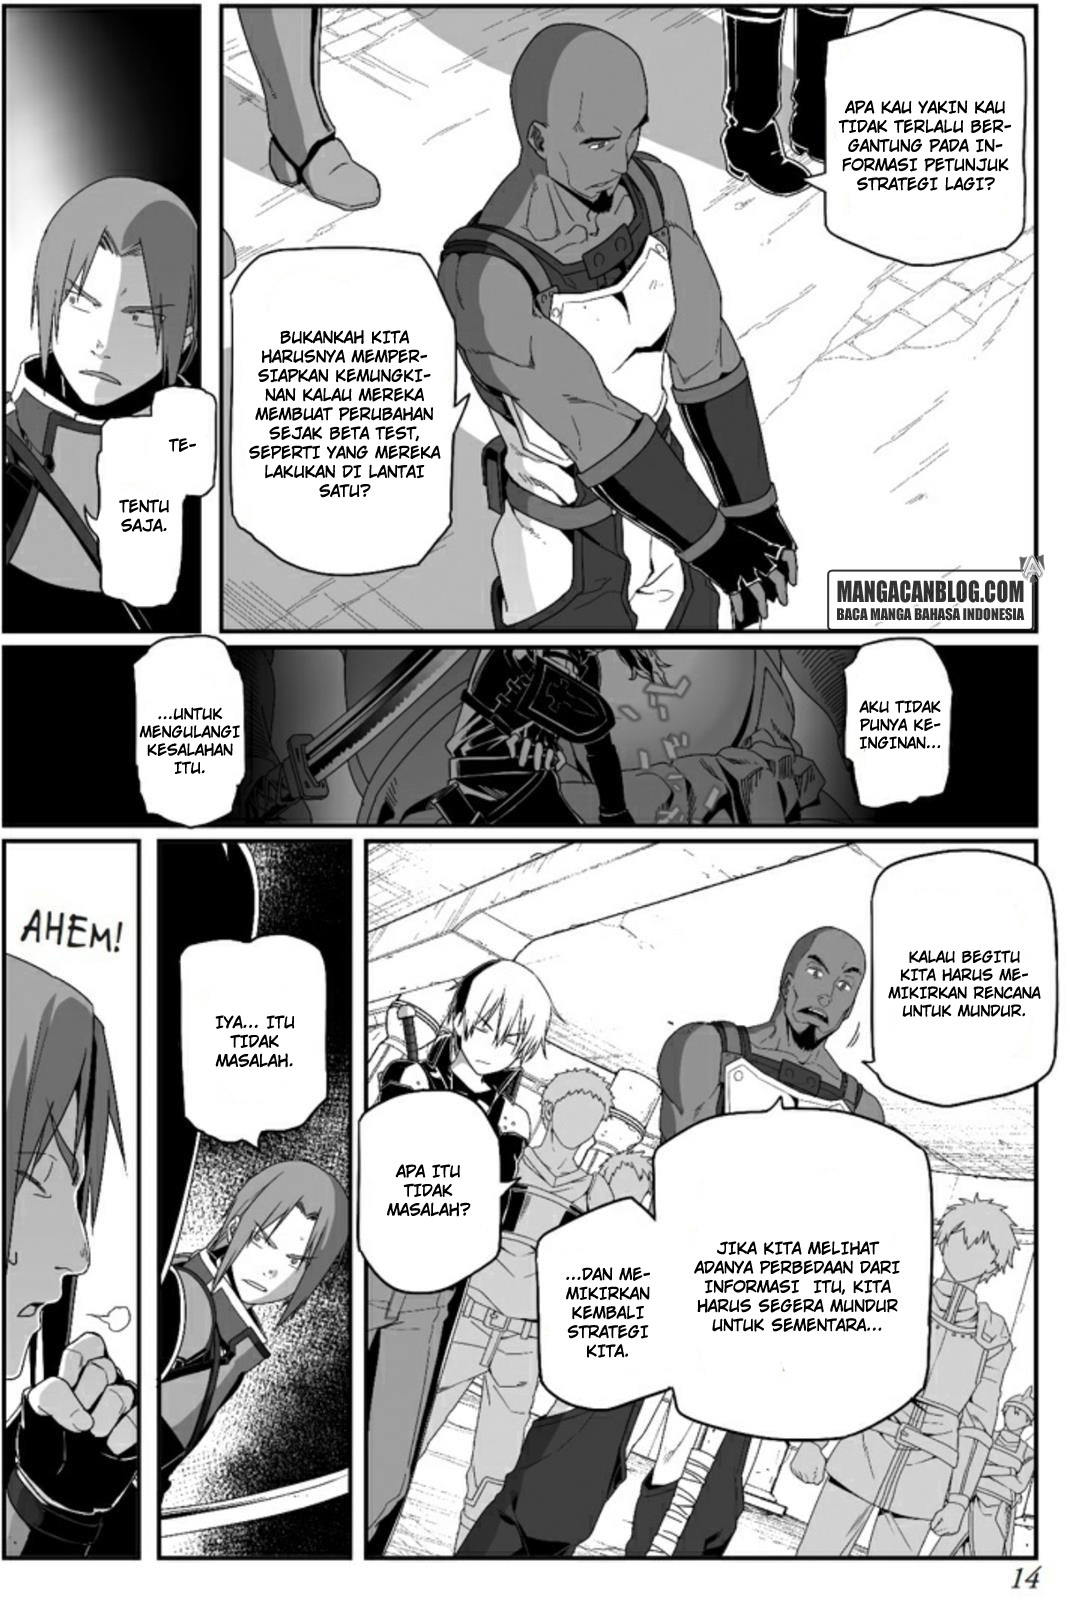 APA KAU YAKIN KAU
TIDAK TERLALU BER-
GANTUNG PADA IN-
FORMASI PETUNJUK
STRATEGI LAGI?
BUKANKAH KITA
HARUSNYA MEMPER-
SIAPKAN KEMUNGKI-
NAN KALAU MEREKA
MEMBUAT PERUBAHAN
SEJAK BETA TEST,
SEPERTI YANG MEREKA
LAKUKAN DI LANTAI
SATU?
TE-
TENTU
SAJA.
MANGACANBLOG.COM
BACA MANGA BAHASA INDONESIA
AKU TIDAK
PUNYA KE-
INGINAN...
...UNTUK
MENGULANGI
KESALAHAN
ITU.
KALAU BEGITU
KITA HARUS ME-
MIKIRKAN RENCANA
UNTUK MUNDUR.
JIKA KITA MELIHAT
ADANYA PERBEDAAN DARI
INFORMASI ITU, KITA
HARUS SEGERA MUNDUR
UNTUK SEMENTARA...
...DAN ME-
MIKIRKAN
KEMBALI
STRATEGI
KITA.
APA ITU
TIDAK
MASALAH?
IYA... ITU
TIDAK
MASALAH.
AHEM!
14